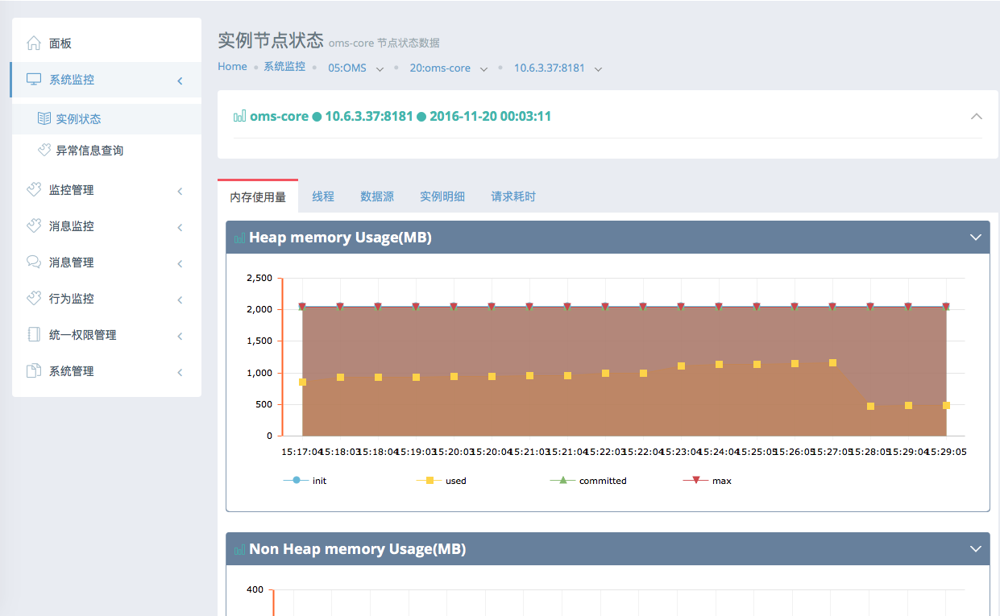 面板
系统监控
实例状态
异常信息查询
监控管理
消息监控
消息管理
行为监控
统一权限管理
系统管理
实例节点状态 oms-core 节点状态数据
Home 系统监控 05:OMS 20:oms-core 10.6.3.37:8181
oms-core ● 10.6.3.37:8181 ● 2016-11-20 00:03:11
内存使用量 线程 数据源 实例明细 请求耗时
Heap memory Usage(MB)
2,500
2,000
1,500
1,000
500
0
15:17:04 15:18:03 15:18:04 15:19:03 15:20:03 15:20:04 15:21:03 15:21:04 15:22:03 15:22:04 15:23:04 15:24:04 15:25:05 15:26:05 15:27:05 15:28:05 15:29:04 15:29:05
init used committed max
Non Heap memory Usage(MB)
400